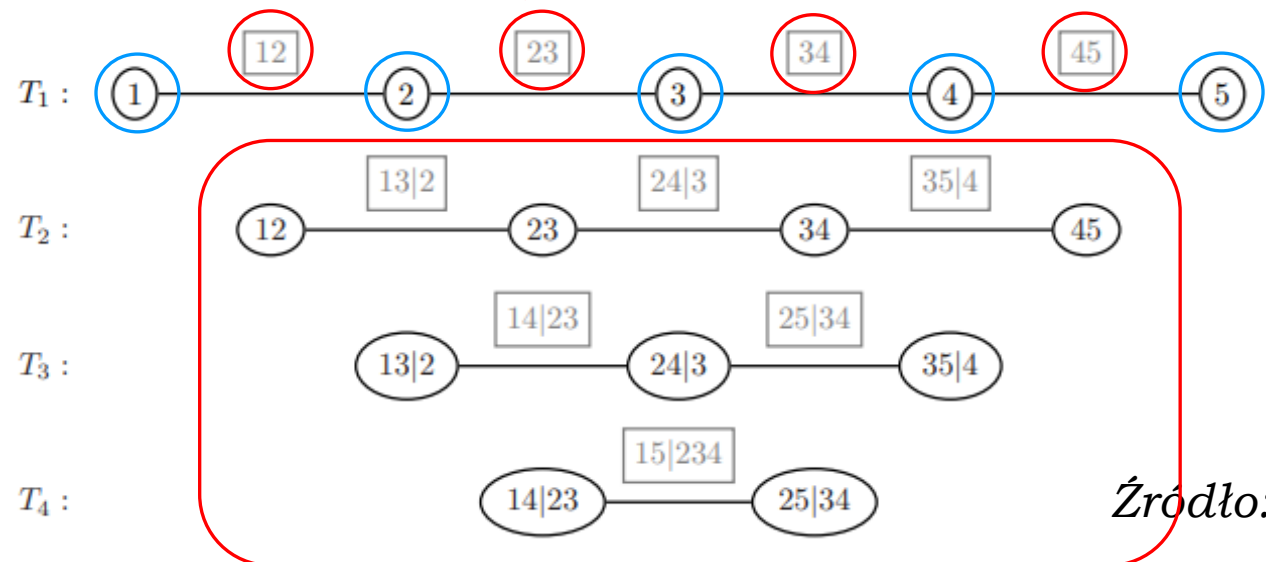 12 23 34 45
T₁ : 1 2 3 4 5
13|2 24|3 35|4
T₂ : 12 23 34 45
14|23 25|34
T₃ : 13|2 24|3 35|4
15|234
T₄ : 14|23 25|34
Źródło: